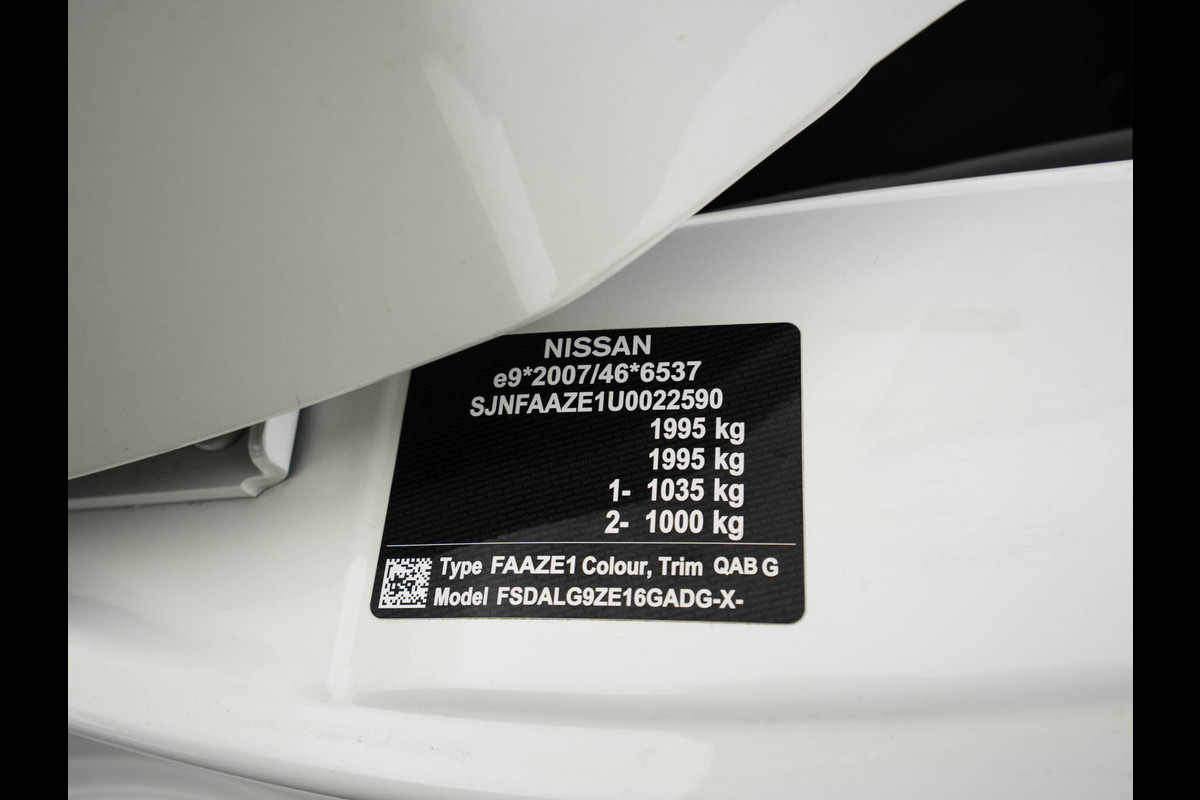 NISSAN
e9*2007/46*6537
SJNFAAZE1U0022590
1995 kg
1995 kg
1- 1035 kg
2- 1000 kg
Type FAAZE1 Colour, Trim QAB G
Model FSDALG9ZE16GADG-X-